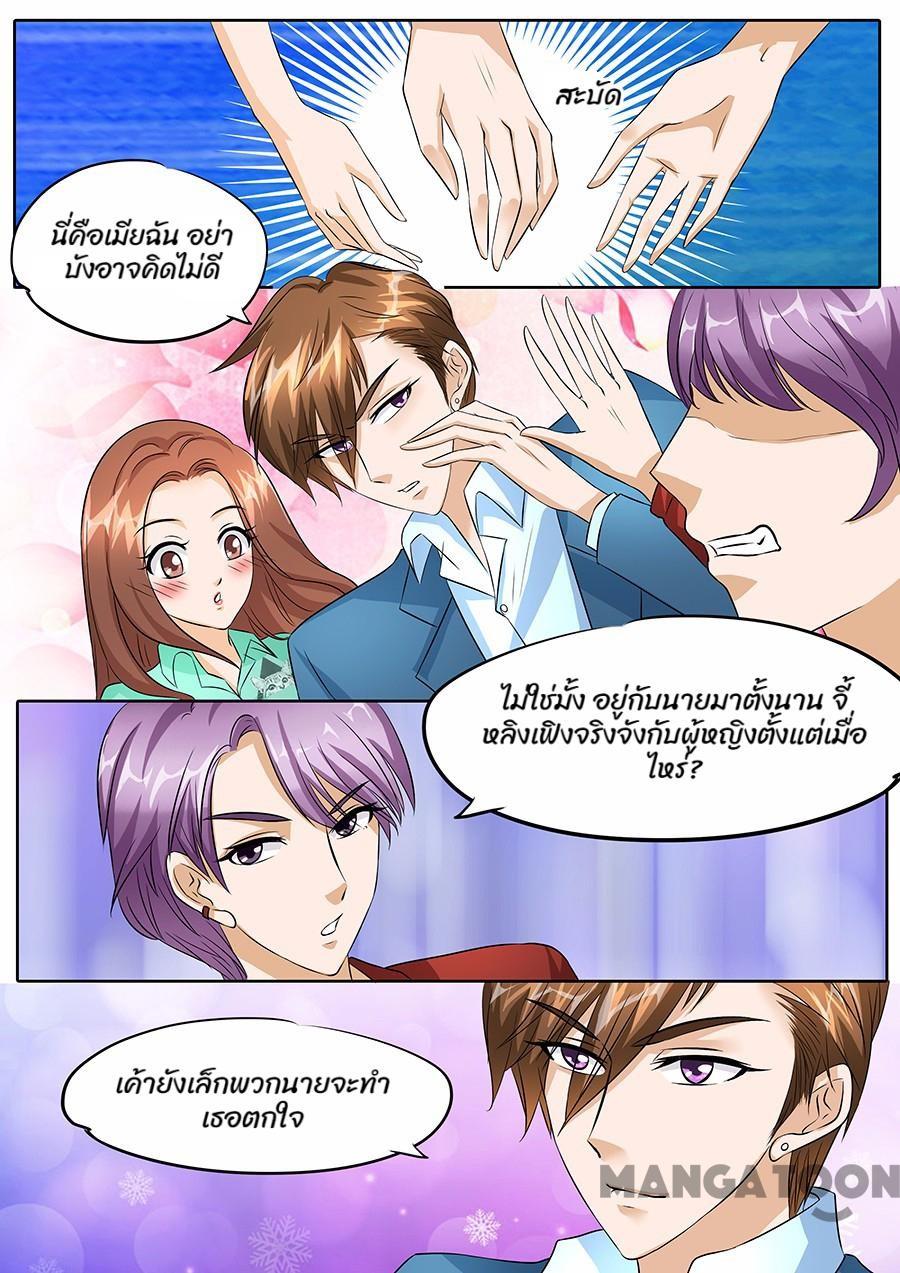 สะบัด
นี่คือเมียฉัน อย่า
บังอาจคิดไม่ดี
ไม่ใช่มั้ง อยู่กับนายมาตั้งนาน จี้
หลิงเฟิงจริงจังกับผู้หญิงตั้งแต่เมื่อ
ไหร่?
เค้ายังเล็กพวกนายจะทำ
เธอตกใจ
MANGATOON